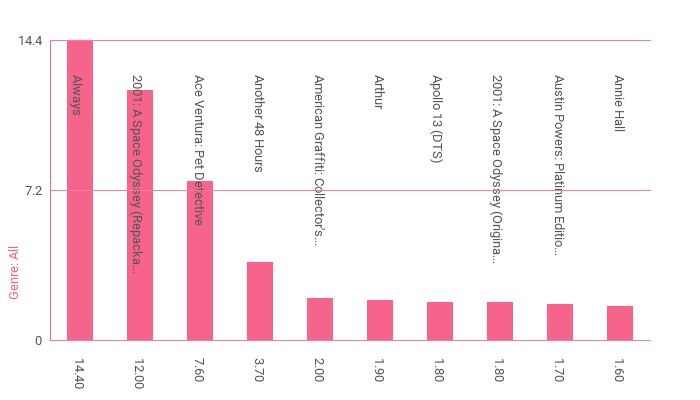 14.4
7.2
0
Genre: All
Always
2001: A Space Odyssey (Repacka...
Ace Ventura: Pet Detective
Another 48 Hours
American Graffiti: Collector's...
Arthur
Apollo 13 (DTS)
2001: A Space Odyssey (Origina...
Austin Powers: Platinum Editio...
Annie Hall
14.40
12.00
7.60
3.70
2.00
1.90
1.80
1.80
1.70
1.60